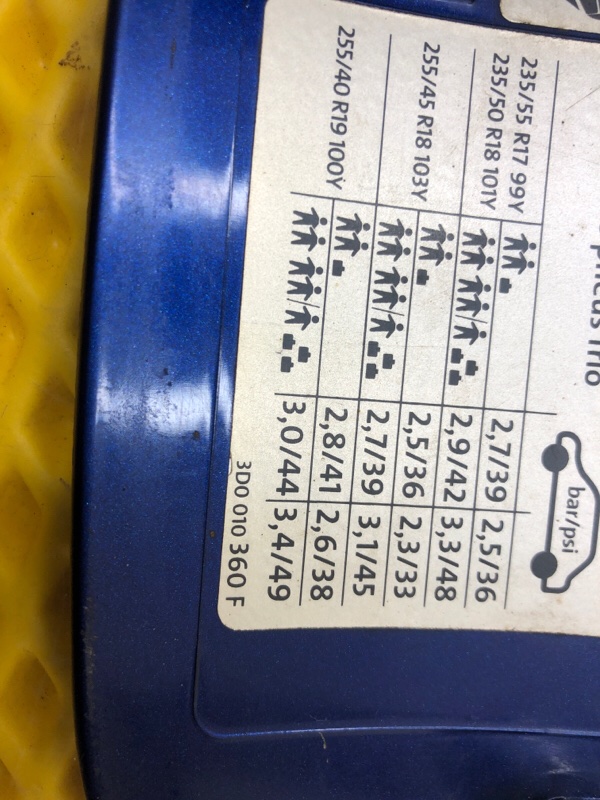 pneus
bar/psi
235/55 R17 99Y
235/50 R18 101Y
2,7/39 2,5/36
2,9/42 3,3/48
255/45 R18 103Y
2,5/36 2,3/33
2,7/39 3,1/45
255/40 R19 100Y
2,8/41 2,6/38
3,0/44 3,4/49
3D0 010 360 F